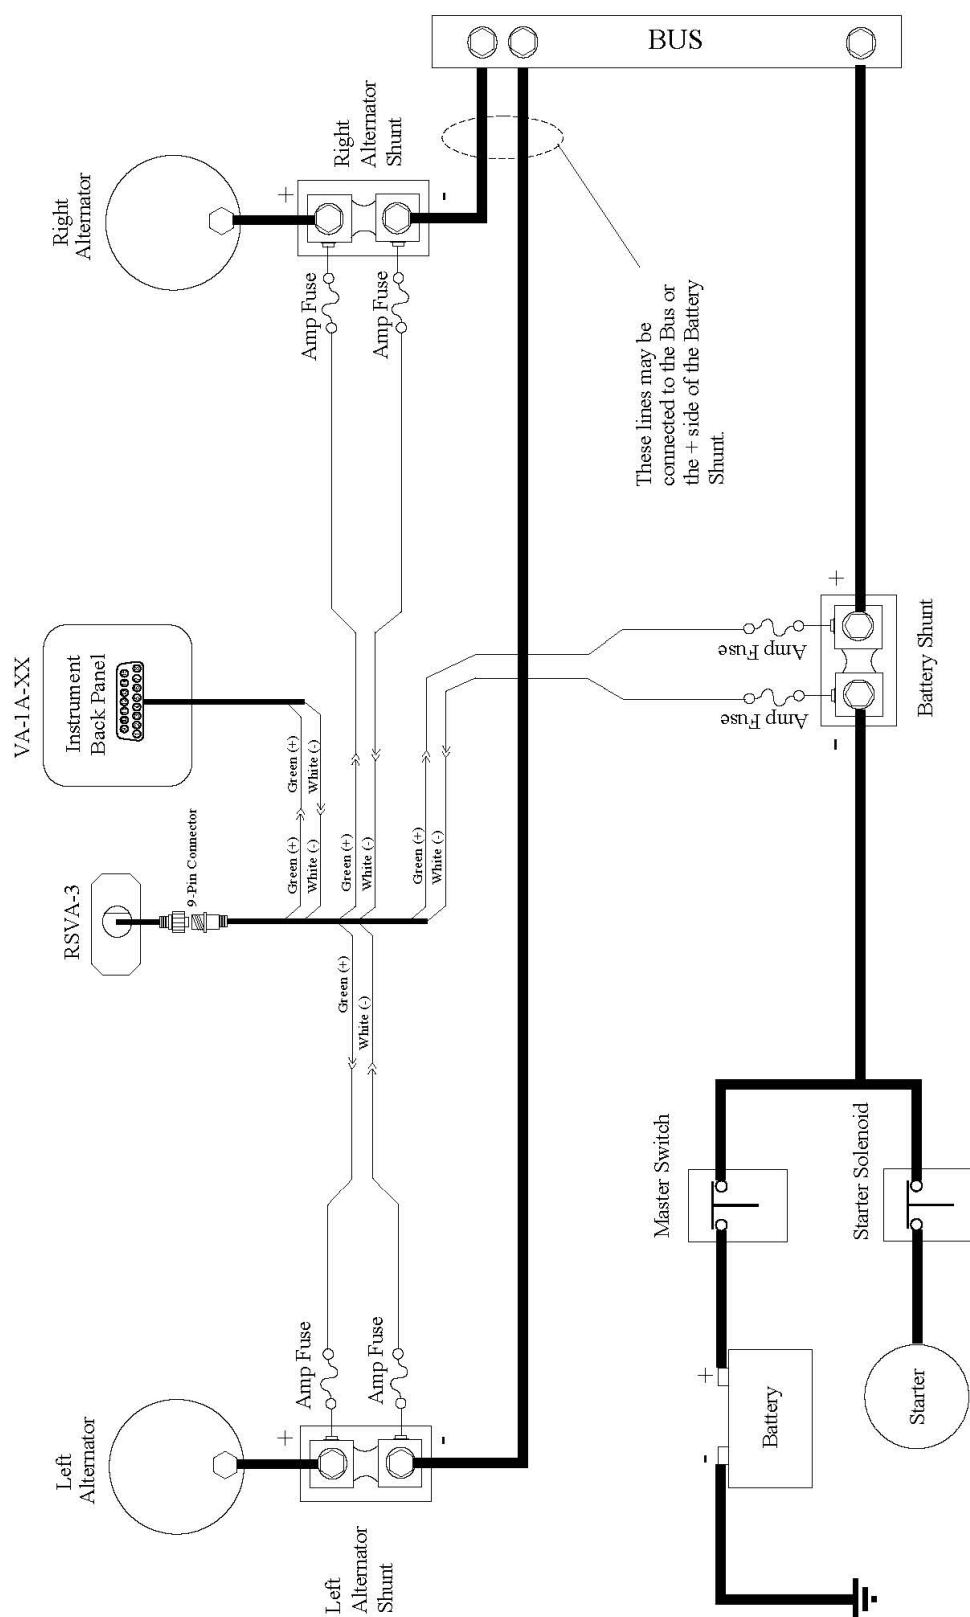 BUS
Right
Alternator
Right
Alternator
Shunt
+
-
Amp Fuse
Amp Fuse
These lines may be
connected to the Bus or
the + side of the Battery
Shunt.
VA-1A-XX
Instrument
Back Panel
RSVA-3
9-Pin Connector
Green (+)
White (-)
Green (+)
White (-)
Green (+)
White (-)
Green (+)
White (-)
Green (+)
White (-)
Amp Fuse
Amp Fuse
+
-
Battery Shunt
Left
Alternator
Left
Alternator
Shunt
+
-
Amp Fuse
Amp Fuse
Master Switch
Starter Solenoid
+
-
Battery
Starter